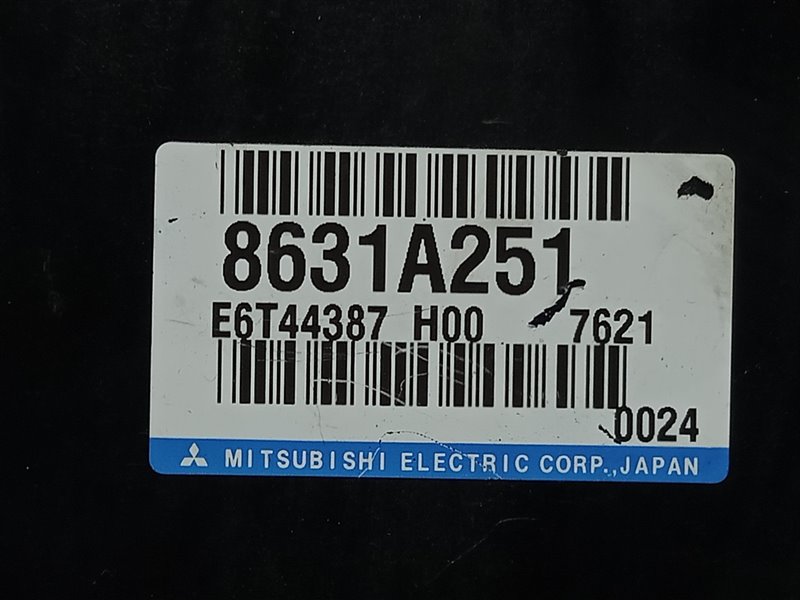 8631A251
E6T44387 H00 7621
0024
MITSUBISHI ELECTRIC CORP.,JAPAN